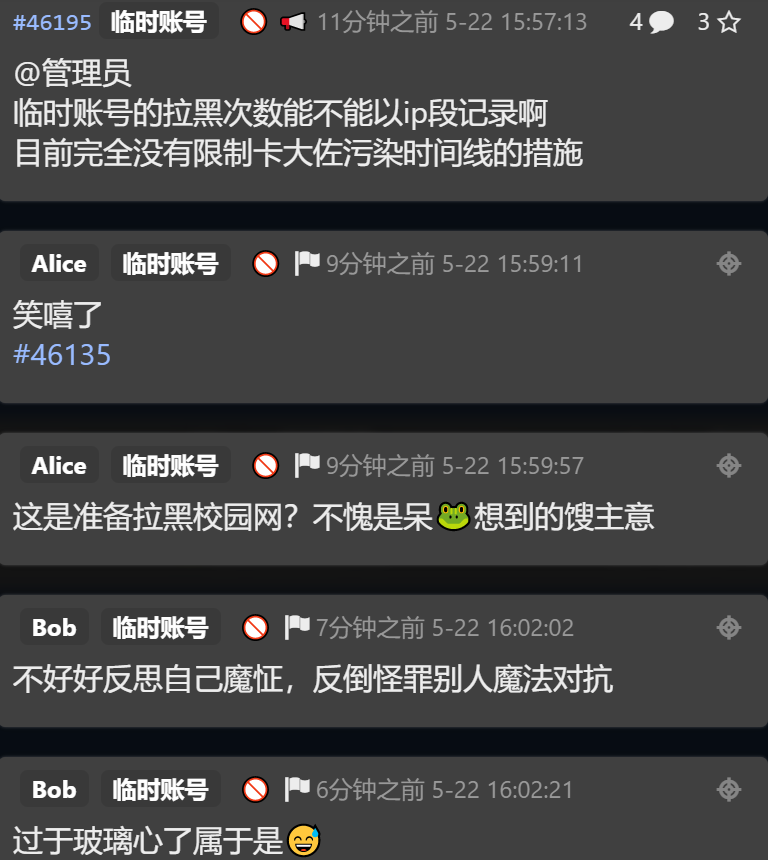 #46195 临时账号 11分钟之前 5-22 15:57:13 4 3
@管理员
临时账号的拉黑次数能不能以ip段记录啊
目前完全没有限制卡大佐污染时间线的措施
Alice 临时账号 9分钟之前 5-22 15:59:11
笑嘻了
#46135
Alice 临时账号 9分钟之前 5-22 15:59:57
这是准备拉黑校园网？不愧是呆🐸想到的馊主意
Bob 临时账号 7分钟之前 5-22 16:02:02
不好好反思自己魔怔，反倒怪罪别人魔法对抗
Bob 临时账号 6分钟之前 5-22 16:02:21
过于玻璃心了属于是😅